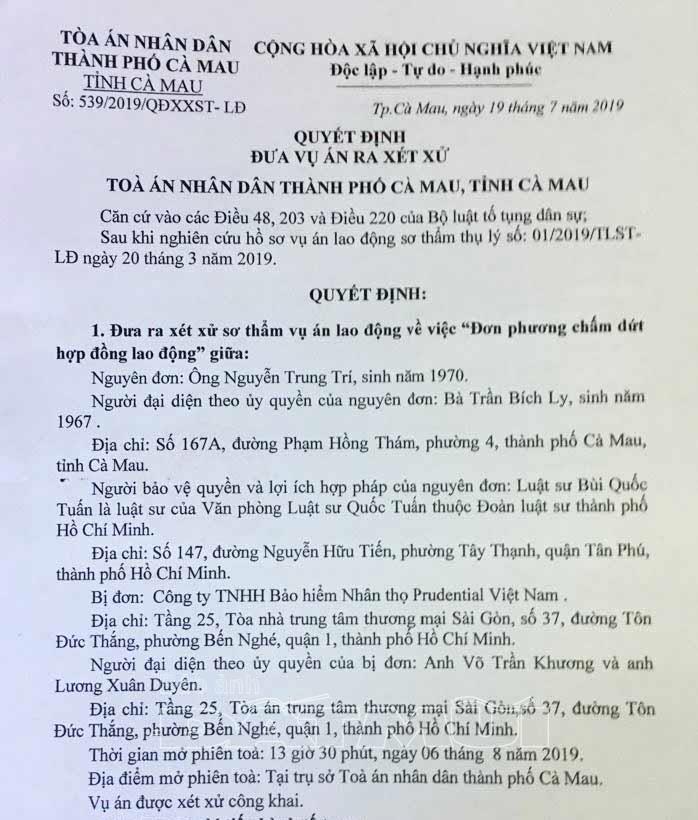 TÒA ÁN NHÂN DÂN
THÀNH PHỐ CÀ MAU
TỈNH CÀ MAU
Số: 539/2019/QĐXXST- LĐ
CỘNG HÒA XÃ HỘI CHỦ NGHĨA VIỆT NAM
Độc lập - Tự do - Hạnh phúc
Tp.Cà Mau, ngày 19 tháng 7 năm 2019
QUYẾT ĐỊNH
ĐƯA VỤ ÁN RA XÉT XỬ
TOÀ ÁN NHÂN DÂN THÀNH PHỐ CÀ MAU, TỈNH CÀ MAU
Căn cứ vào các Điều 48, 203 và Điều 220 của Bộ luật tố tụng dân sự;
Sau khi nghiên cứu hồ sơ vụ án lao động sơ thẩm thụ lý số: 01/2019/TLST-
LĐ ngày 20 tháng 3 năm 2019.
QUYẾT ĐỊNH:
1. Đưa ra xét xử sơ thẩm vụ án lao động về việc “Đơn phương chấm dứt
hợp đồng lao động” giữa:
Nguyên đơn: Ông Nguyễn Trung Trí, sinh năm 1970.
Người đại diện theo ủy quyền của nguyên đơn: Bà Trần Bích Ly, sinh năm
1967 .
Địa chỉ: Số 167A, đường Phạm Hồng Thám, phường 4, thành phố Cà Mau,
tỉnh Cà Mau.
Người bảo vệ quyền và lợi ích hợp pháp của nguyên đơn: Luật sư Bùi Quốc
Tuấn là luật sư của Văn phòng Luật sư Quốc Tuấn thuộc Đoàn luật sư thành phố
Hồ Chí Minh.
Địa chỉ: Số 147, đường Nguyễn Hữu Tiến, phường Tây Thạnh, quận Tân Phú,
thành phố Hồ Chí Minh.
Bị đơn: Công ty TNHH Bảo hiểm Nhân thọ Prudential Việt Nam .
Địa chỉ: Tầng 25, Tòa nhà trung tâm thương mại Sài Gòn, số 37, đường Tôn
Đức Thắng, phường Bến Nghé, quận 1, thành phố Hồ Chí Minh.
Người đại diện theo ủy quyền của bị đơn: Anh Võ Trần Khương và anh
Lương Xuân Duyên.
Địa chỉ: Tầng 25, Tòa án trung tâm thương mại Sài Gòn,số 37, đường Tôn
Đức Thắng, phường Bến Nghé, quận 1, thành phố Hồ Chí Minh.
Thời gian mở phiên toà: 13 giờ 30 phút, ngày 06 tháng 8 năm 2019.
Địa điểm mở phiên toà: Tại trụ sở Toà án nhân dân thành phố Cà Mau.
Vụ án được xét xử công khai.